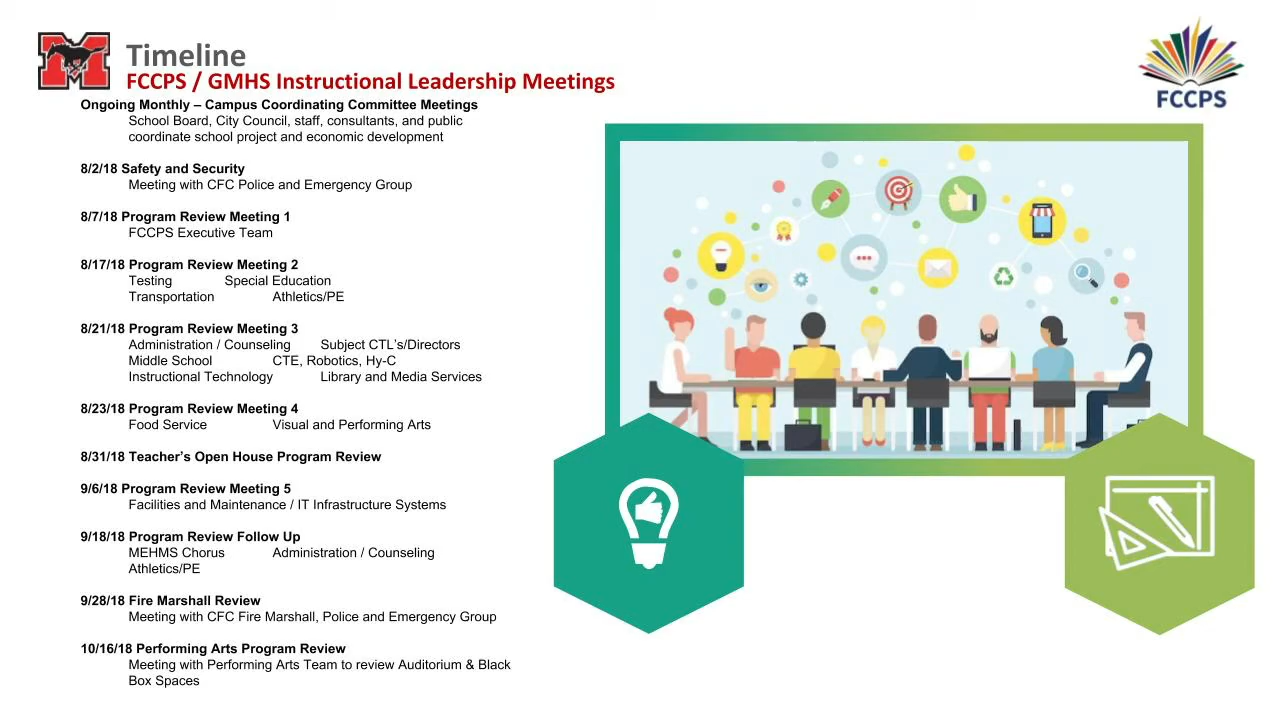 Timeline
FCCPS / GMHS Instructional Leadership Meetings
FCCPS
Ongoing Monthly – Campus Coordinating Committee Meetings
School Board, City Council, staff, consultants, and public
coordinate school project and economic development
8/2/18 Safety and Security
Meeting with CFC Police and Emergency Group
8/7/18 Program Review Meeting 1
FCCPS Executive Team
8/17/18 Program Review Meeting 2
Testing Special Education
Transportation Athletics/PE
8/21/18 Program Review Meeting 3
Administration / Counseling Subject CTL's/Directors
Middle School CTE, Robotics, Hy-C
Instructional Technology Library and Media Services
8/23/18 Program Review Meeting 4
Food Service Visual and Performing Arts
8/31/18 Teacher's Open House Program Review
9/6/18 Program Review Meeting 5
Facilities and Maintenance / IT Infrastructure Systems
9/18/18 Program Review Follow Up
MEHMS Chorus Administration / Counseling
Athletics/PE
9/28/18 Fire Marshall Review
Meeting with CFC Fire Marshall, Police and Emergency Group
10/16/18 Performing Arts Program Review
Meeting with Performing Arts Team to review Auditorium & Black
Box Spaces